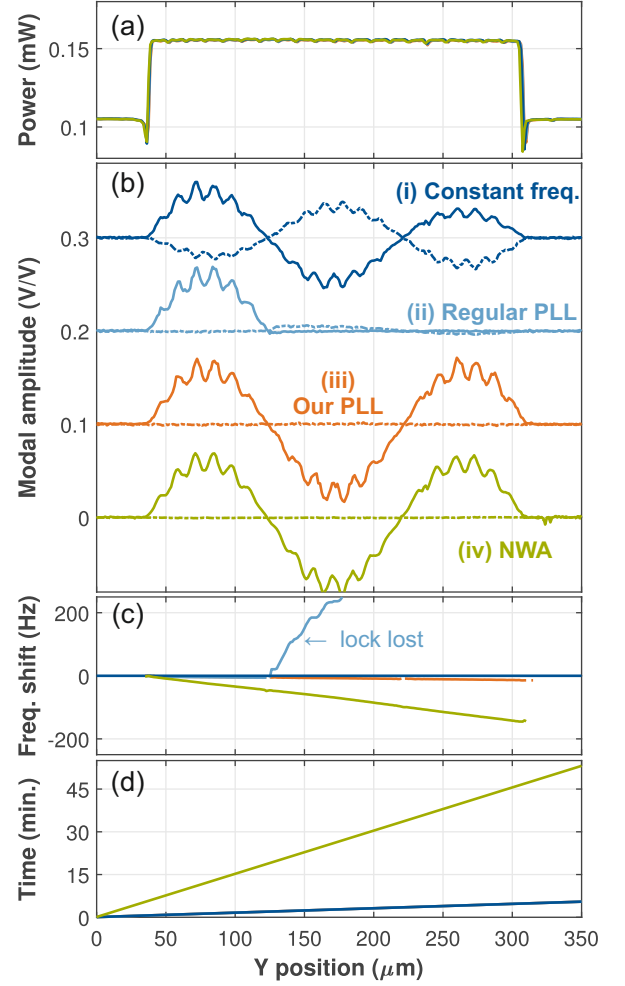 (a)
Power (mW)
0.15
0.1
(b)
Modal amplitude (V/V)
(i) Constant freq.
0.3
(ii) Regular PLL
0.2
(iii)
Our PLL
0.1
0
(iv) NWA
(c)
Freq. shift (Hz)
200
← lock lost
0
-200
(d)
Time (min.)
45
30
15
0
0 50 100 150 200 250 300 350
Y position (μm)